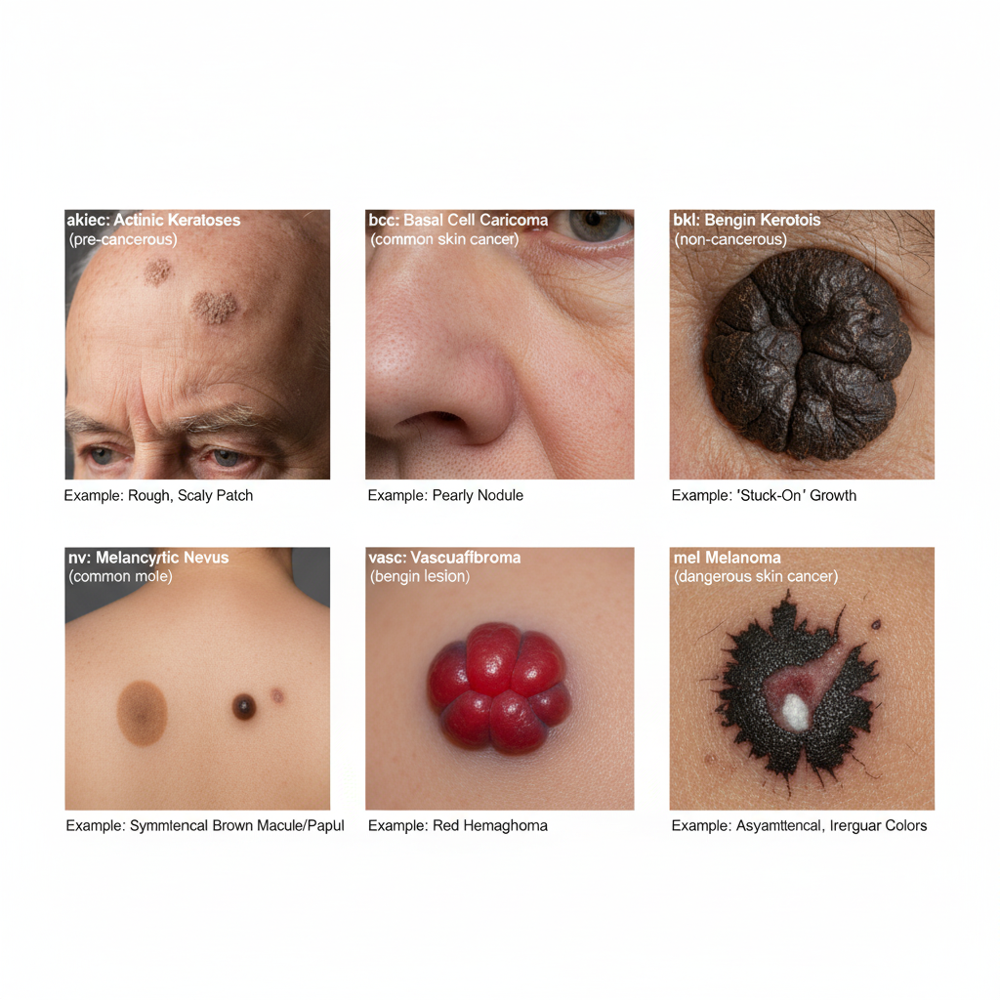 akiec: Actinic Keratoses
(pre-cancerous)
bcc: Basal Cell Caricoma
(common skin cancer)
bkl: Bengin Kerotois
(non-cancerous)
Example: Rough, Scaly Patch
Example: Pearly Nodule
Example: 'Stuck-On' Growth
nv: Melancyrtic Nevus
(common mole)
vasc: Vascuafibroma
(bengin lesion)
mel Melanoma
(dangerous skin cancer)
Example: Symmtencal Brown Macule/Papul
Example: Red Hemaghoma
Example: Asyamttencal, Irerguar Colors